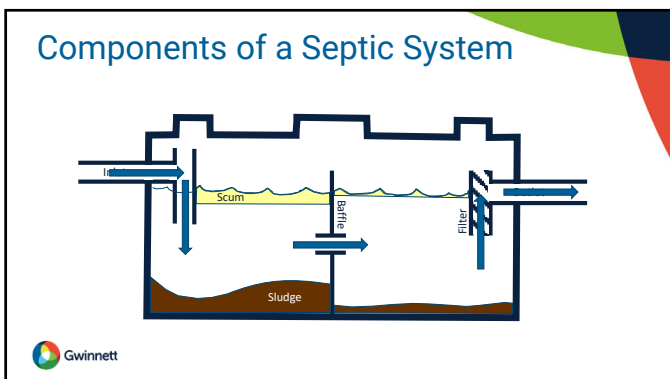 Components of a Septic System
Scum
Baffle
Filter
Sludge
Gwinnett